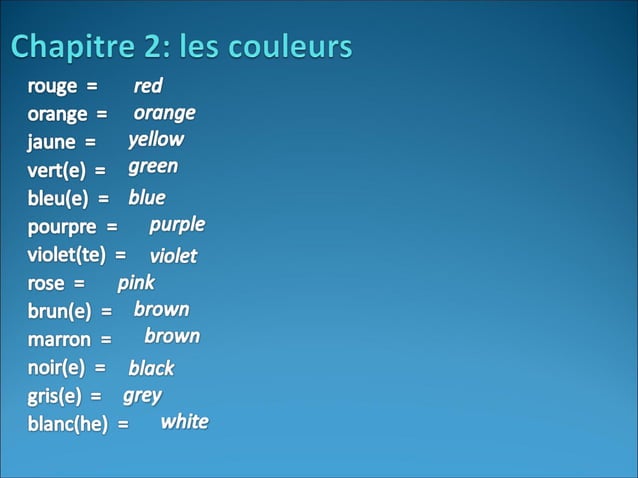 Chapitre 2: les couleurs
rouge = red
orange = orange
jaune = yellow
vert(e) = green
bleu(e) = blue
pourpre = purple
violet(te) = violet
rose = pink
brun(e) = brown
marron = brown
noir(e) = black
gris(e) = grey
blanc(he) = white